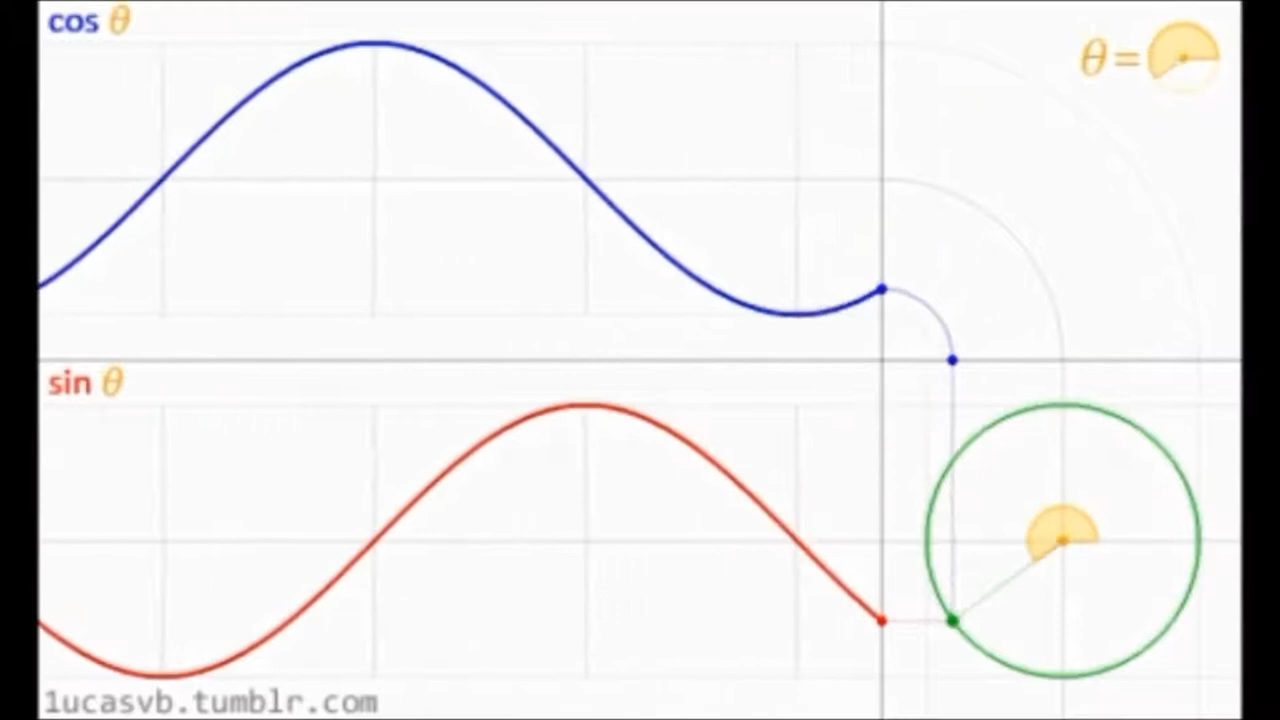 cos θ
θ =
sin θ
1ucasvb.tumblr.com